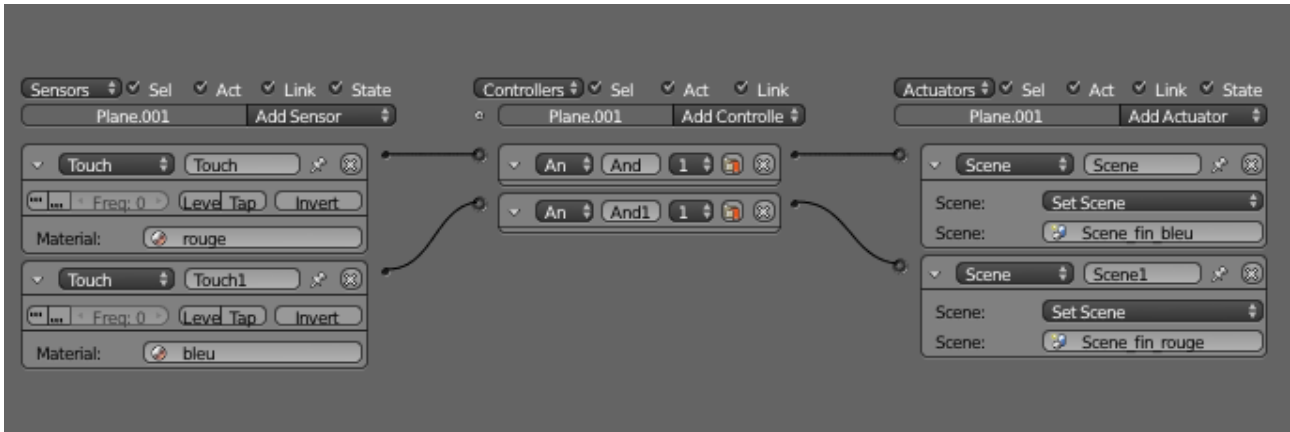 Sensors Sel Act Link State
Plane.001 Add Sensor
Touch Touch
Freq: 0 Level Tap Invert
Material: rouge
Touch Touch1
Freq: 0 Level Tap Invert
Material: bleu
Controllers Sel Act Link
Plane.001 Add Controlle
An And 1
An And1 1
Actuators Sel Act Link State
Plane.001 Add Actuator
Scene Scene
Scene: Set Scene
Scene: Scene_fin_bleu
Scene Scene1
Scene: Set Scene
Scene: Scene_fin_rouge